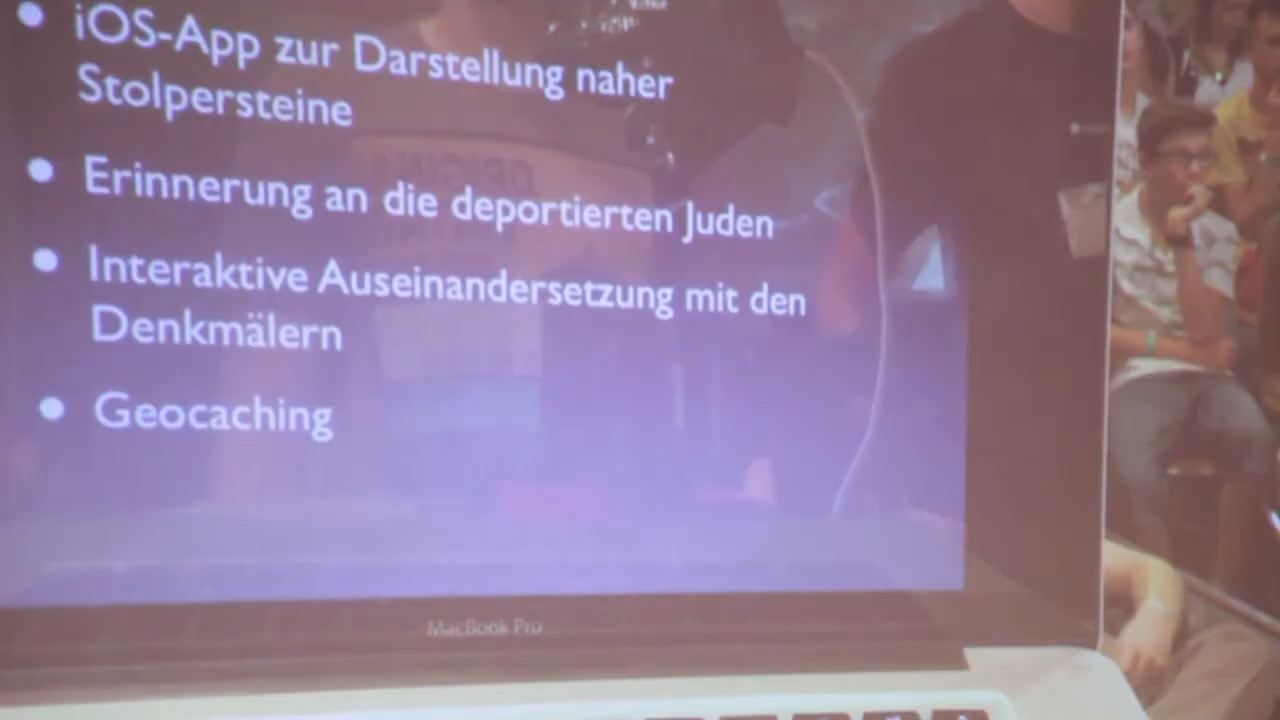 iOS-App zur Darstellung naher
Stolpersteine
Erinnerung an die deportierten Juden
Interaktive Auseinandersetzung mit den
Denkmälern
Geocaching
MacBook Pro